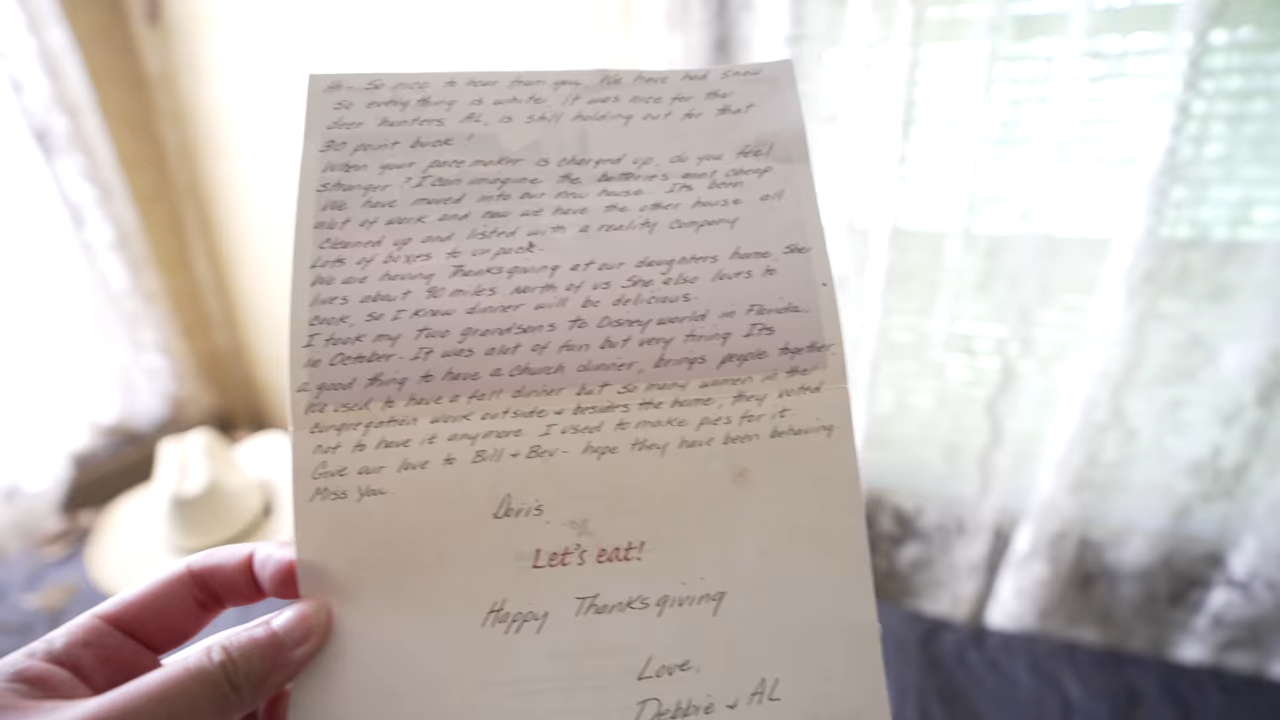 Hi - So nice to hear from you. We have had snow
so everything is white. It was nice for the
deer hunters. AL, is still holding out for that
30 point buck!
When your pace maker is charged up, do you feel
stronger? I can imagine the batteries aint cheap
We have moved into our new house. Its been
alot of work and now we have the other house all
cleaned up and listed with a reality Company
Lots of boxes to unpack.
We are having Thanksgiving at our daughters home, She
lives about 90 miles North of us She also loves to
cook, so I know dinner will be delicious.
I took my two grandsons to Disneyworld in Florida,
in October. It was alot of fun but very tiring Its
a good thing to have a Church dinner, brings people together.
We used to have a fall dinner but so many women in the
congregation work outside + besides the home, they voted
not to have it anymore. I used to make pies for it.
Give our love to Bill + Bev - hope they have been behaving.
Miss You.
Doris
Let's eat!
Happy Thanksgiving
Love,
Debbie + AL